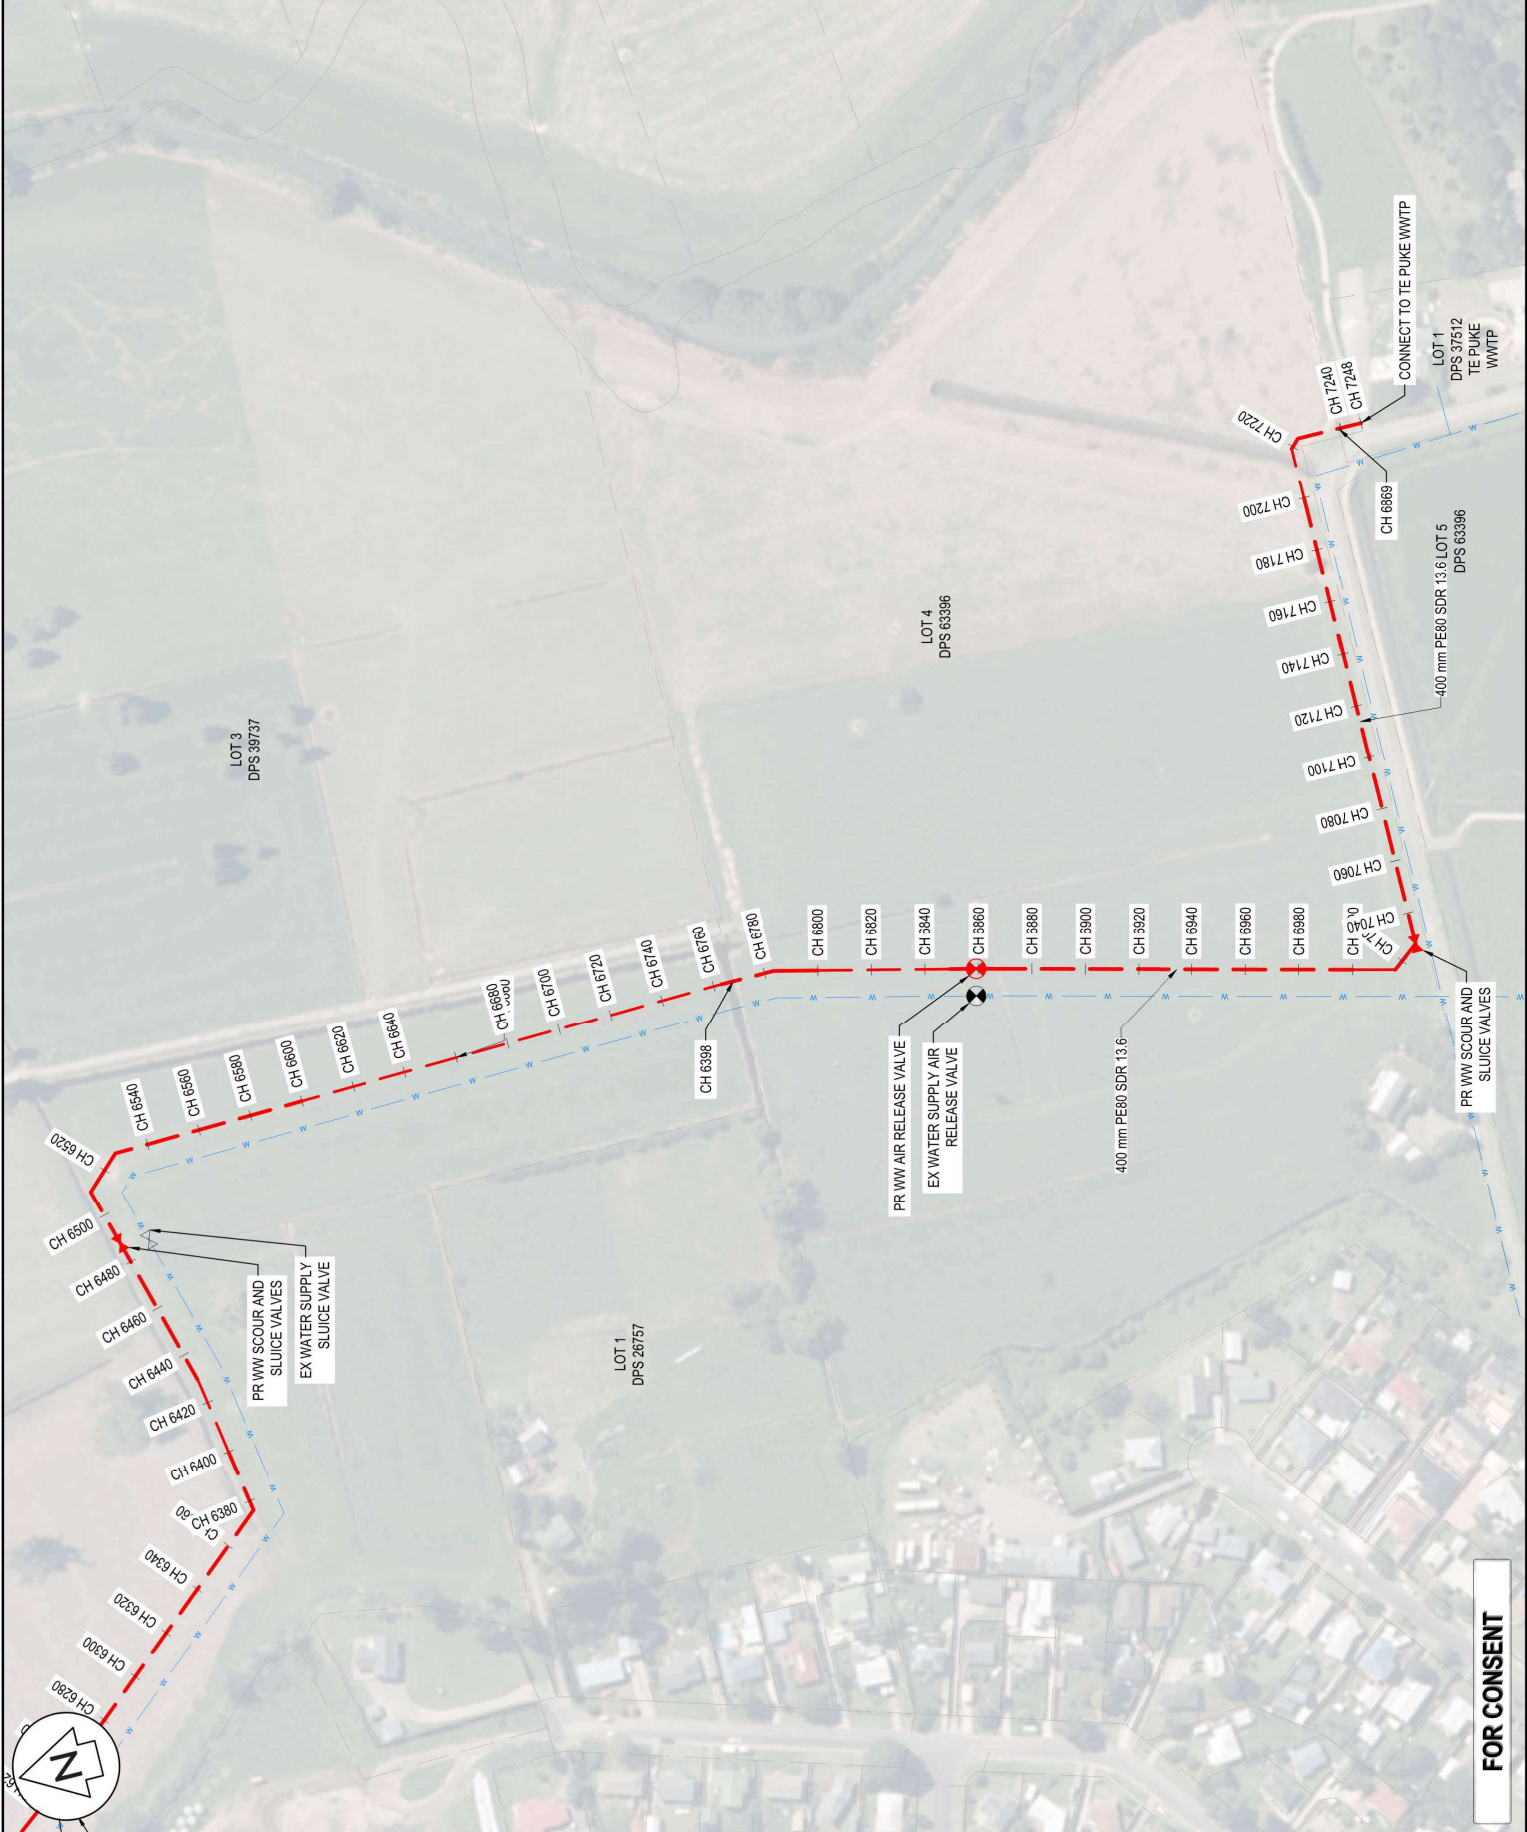 CH 6280
CH 6300
CH 6320
CH 6340
CH 6380
CH 6400
CH 6420
CH 6440
CH 6460
CH 6480
CH 6500
CH 6520
CH 6540
CH 6560
CH 6580
CH 6600
CH 6620
CH 6640
CH 6680
CH 6700
CH 6720
CH 6740
CH 6760
CH 6780
CH 6800
CH 6820
CH 6840
CH 6860
CH 6880
CH 6900
CH 6920
CH 6940
CH 6960
CH 6980
CH 7040
CH 7060
CH 7080
CH 7100
CH 7120
CH 7140
CH 7160
CH 7180
CH 7200
CH 7220
CH 7240
CH 7248
CH 6398
CH 6869
PR WW SCOUR AND
SLUICE VALVES
EX WATER SUPPLY
SLUICE VALVE
LOT 3
DPS 39737
LOT 1
DPS 26757
LOT 4
DPS 63396
PR WW AIR RELEASE VALVE
EX WATER SUPPLY AIR
RELEASE VALVE
400 mm PE80 SDR 13.6
400 mm PE80 SDR 13.6 LOT 5
DPS 63396
PR WW SCOUR AND
SLUICE VALVES
CONNECT TO TE PUKE WWTP
LOT 1
DPS 37512
TE PUKE
WWTP
N
FOR CONSENT